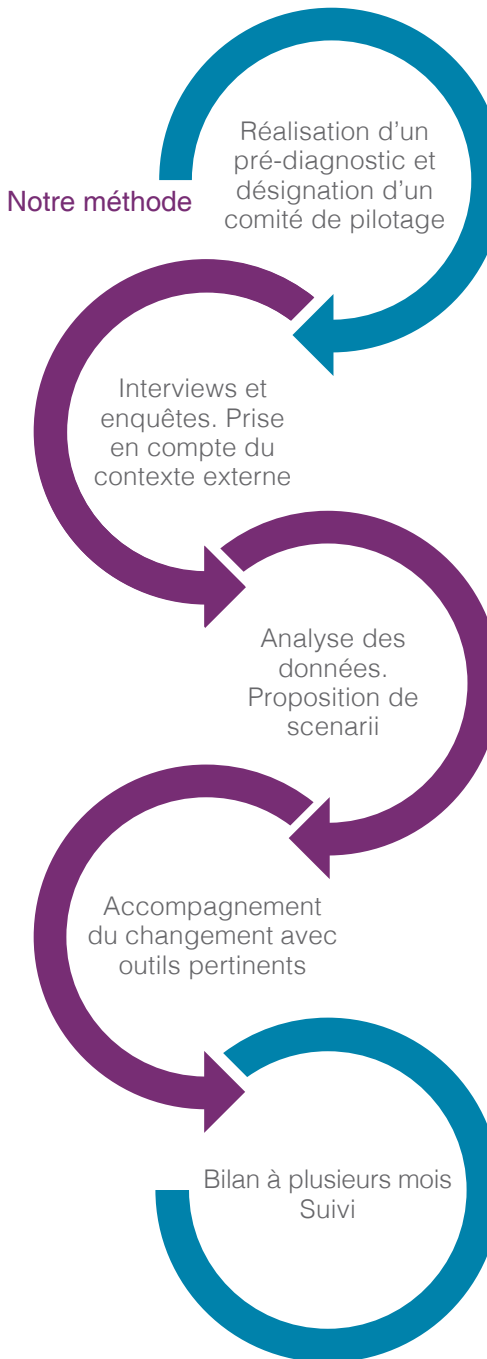 Notre méthode
Réalisation d'un
pré-diagnostic et
désignation d'un
comité de pilotage
Interviews et
enquêtes. Prise
en compte du
contexte externe
Analyse des
données.
Proposition de
scenarii
Accompagnement
du changement avec
outils pertinents
Bilan à plusieurs mois
Suivi